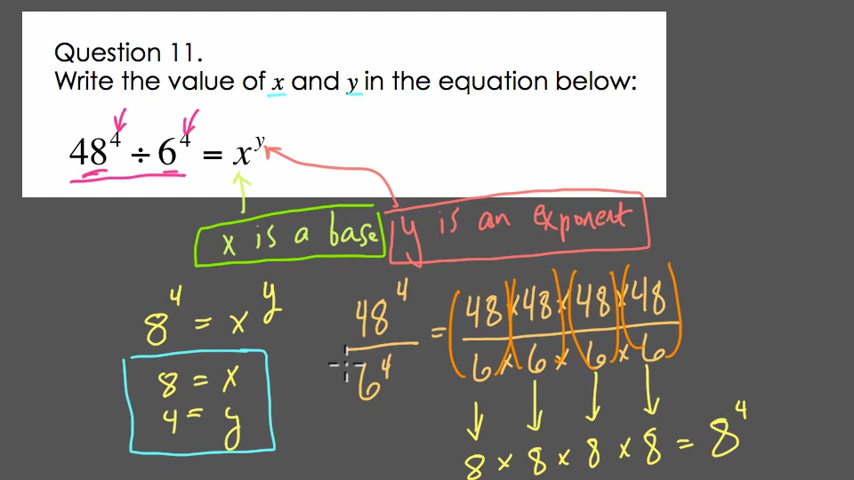 Question 11.
Write the value of x and y in the equation below:
48⁴ ÷ 6⁴ = xʸ
x is a base
y is an exponent
8⁴ = xʸ
8 = x
4 = y
48⁴ / 6⁴ = (48/6)×(48/6)×(48/6)×(48/6)
8 × 8 × 8 × 8 = 8⁴